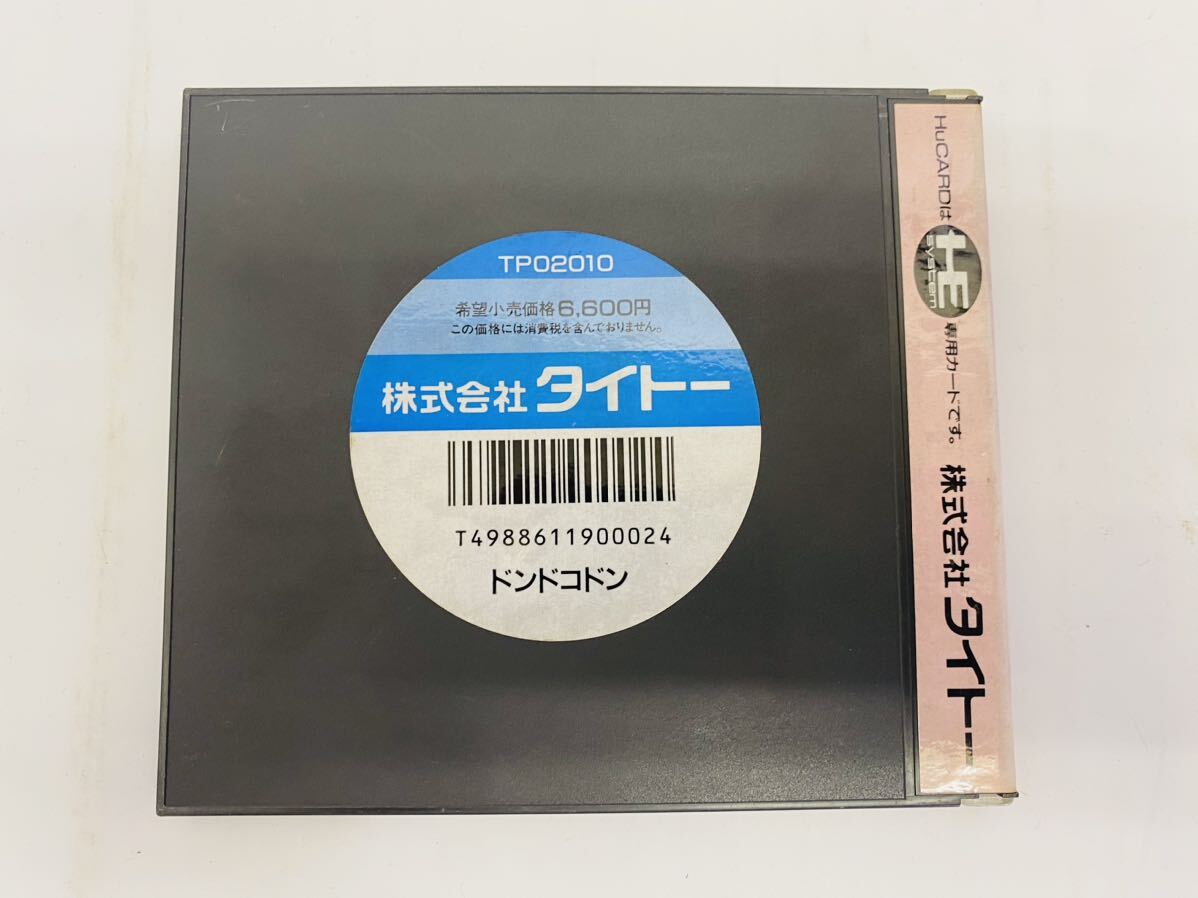 TP02010
希望小売価格6,600円
この価格には消費税を含んでおりません。
株式会社 タイトー
T4988611900024
ドンドコドン
HuCARDは HE system 専用カードです。 株式会社 タイトー